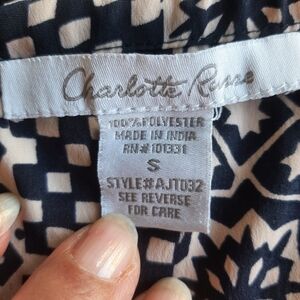 Charlotte Russe
100% POLYESTER
MADE IN INDIA
RN# 101331
S
STYLE# AJT032
SEE REVERSE
FOR CARE